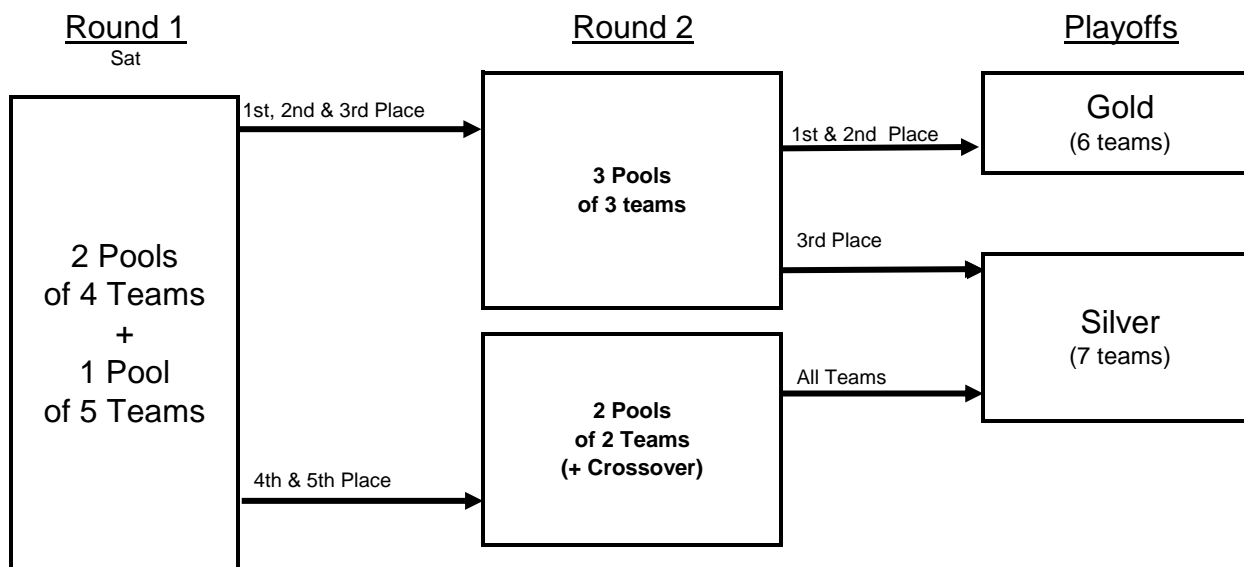 Round 1
Sat
2 Pools
of 4 Teams
+
1 Pool
of 5 Teams
1st, 2nd & 3rd Place
4th & 5th Place
Round 2
3 Pools
of 3 teams
2 Pools
of 2 Teams
(+ Crossover)
1st & 2nd Place
3rd Place
All Teams
Playoffs
Gold
(6 teams)
Silver
(7 teams)